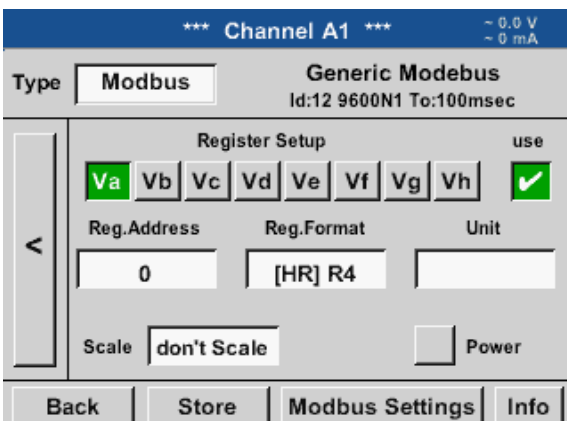 *** Channel A1 ***
~ 0.0 V
~ 0 mA
Type Modbus
Generic Modebus
Id:12 9600N1 To:100msec
Register Setup use
Va Vb Vc Vd Ve Vf Vg Vh
Reg.Address Reg.Format Unit
< 0 [HR] R4
Scale don't Scale Power
Back Store Modbus Settings Info